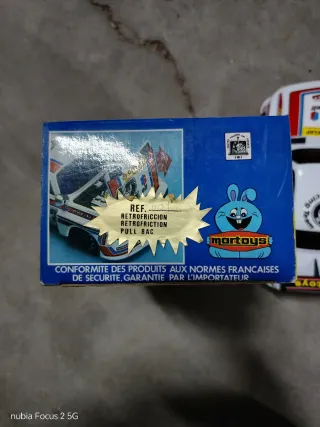 REF.
RETROFRICCION
RETROFRICTION
PULL BAC
martoys
CONFORMITE DES PRODUITS AUX NORMES FRANCAISES
DE SECURITE, GARANTIE PAR L'IMPORTATEUR
nubia Focus 2 5G